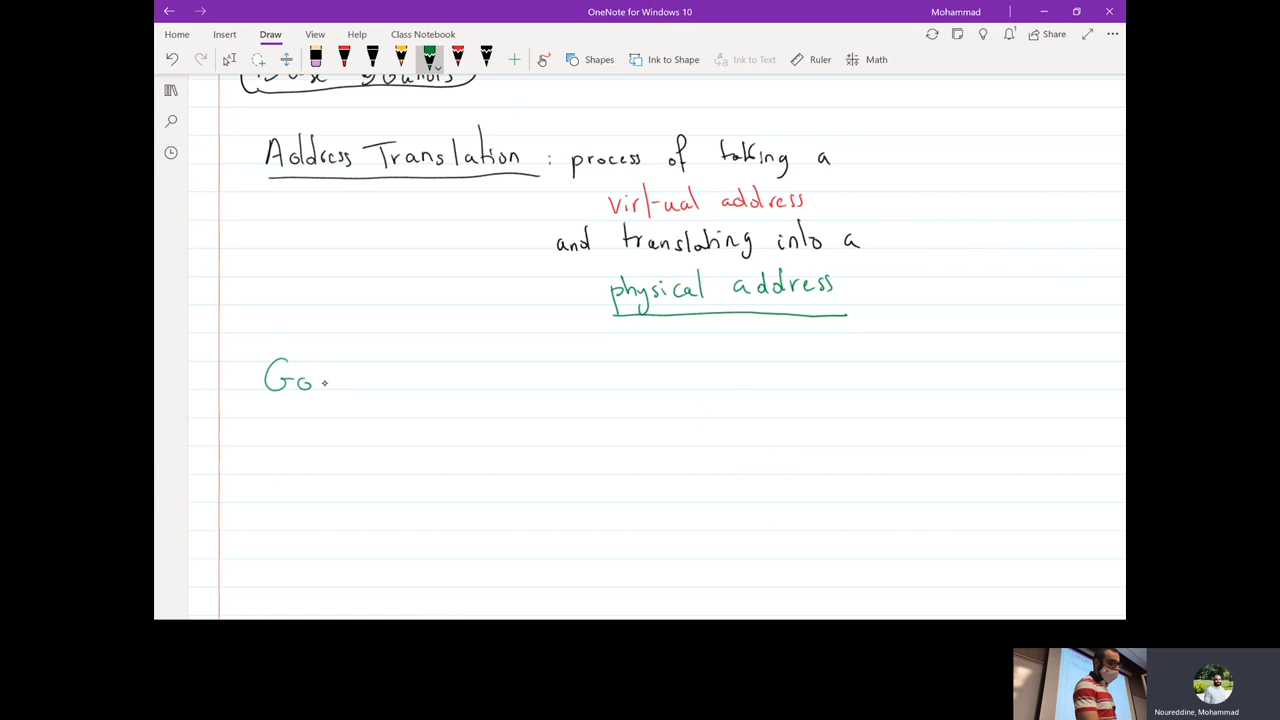 OneNote for Windows 10
Mohammad
Home Insert Draw View Help Class Notebook
Share
Shapes Ink to Shape Ink to Text Ruler Math
Address Translation : process of taking a
virtual address
and translating into a
physical address
Go
Noureddine, Mohammad